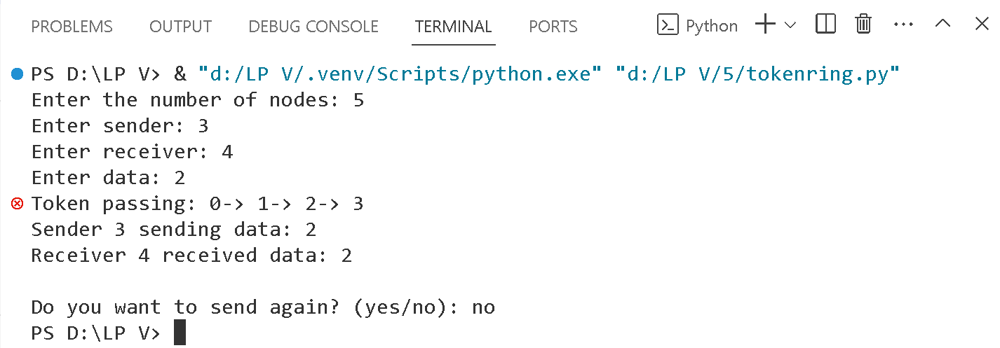 PROBLEMS OUTPUT DEBUG CONSOLE TERMINAL PORTS Python
PS D:\LP V> & "d:/LP V/.venv/Scripts/python.exe" "d:/LP V/5/tokenring.py"
Enter the number of nodes: 5
Enter sender: 3
Enter receiver: 4
Enter data: 2
Token passing: 0-> 1-> 2-> 3
Sender 3 sending data: 2
Receiver 4 received data: 2
Do you want to send again? (yes/no): no
PS D:\LP V>